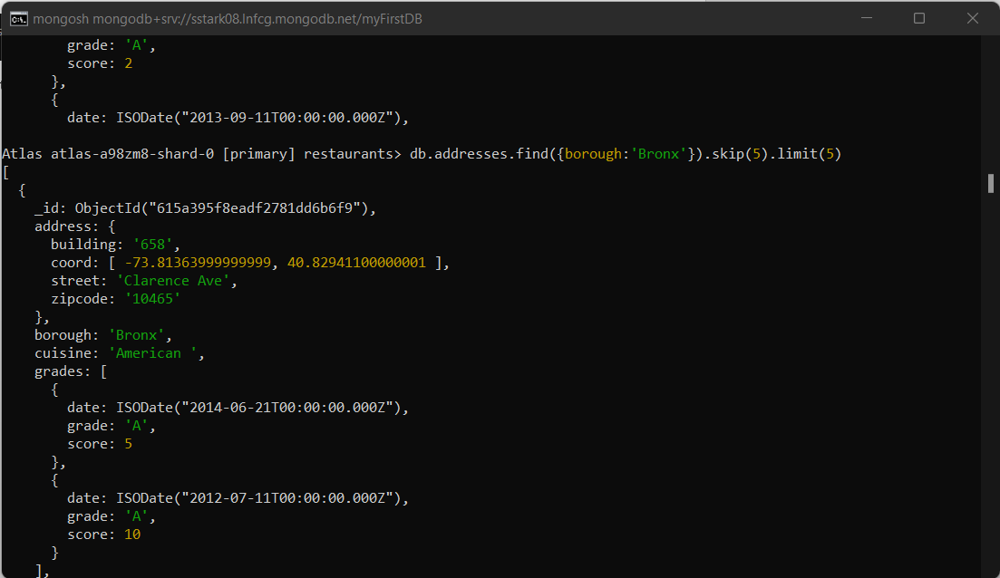 mongosh mongodb+srv://sstark08.lnfcg.mongodb.net/myFirstDB
        grade: 'A',
        score: 2
      },
      {
        date: ISODate("2013-09-11T00:00:00.000Z"),
Atlas atlas-a98zm8-shard-0 [primary] restaurants> db.addresses.find({borough:'Bronx'}).skip(5).limit(5)
[
  {
    _id: ObjectId("615a395f8eadf2781dd6b6f9"),
    address: {
      building: '658',
      coord: [ -73.81363999999999, 40.82941100000001 ],
      street: 'Clarence Ave',
      zipcode: '10465'
    },
    borough: 'Bronx',
    cuisine: 'American ',
    grades: [
      {
        date: ISODate("2014-06-21T00:00:00.000Z"),
        grade: 'A',
        score: 5
      },
      {
        date: ISODate("2012-07-11T00:00:00.000Z"),
        grade: 'A',
        score: 10
      }
    ],